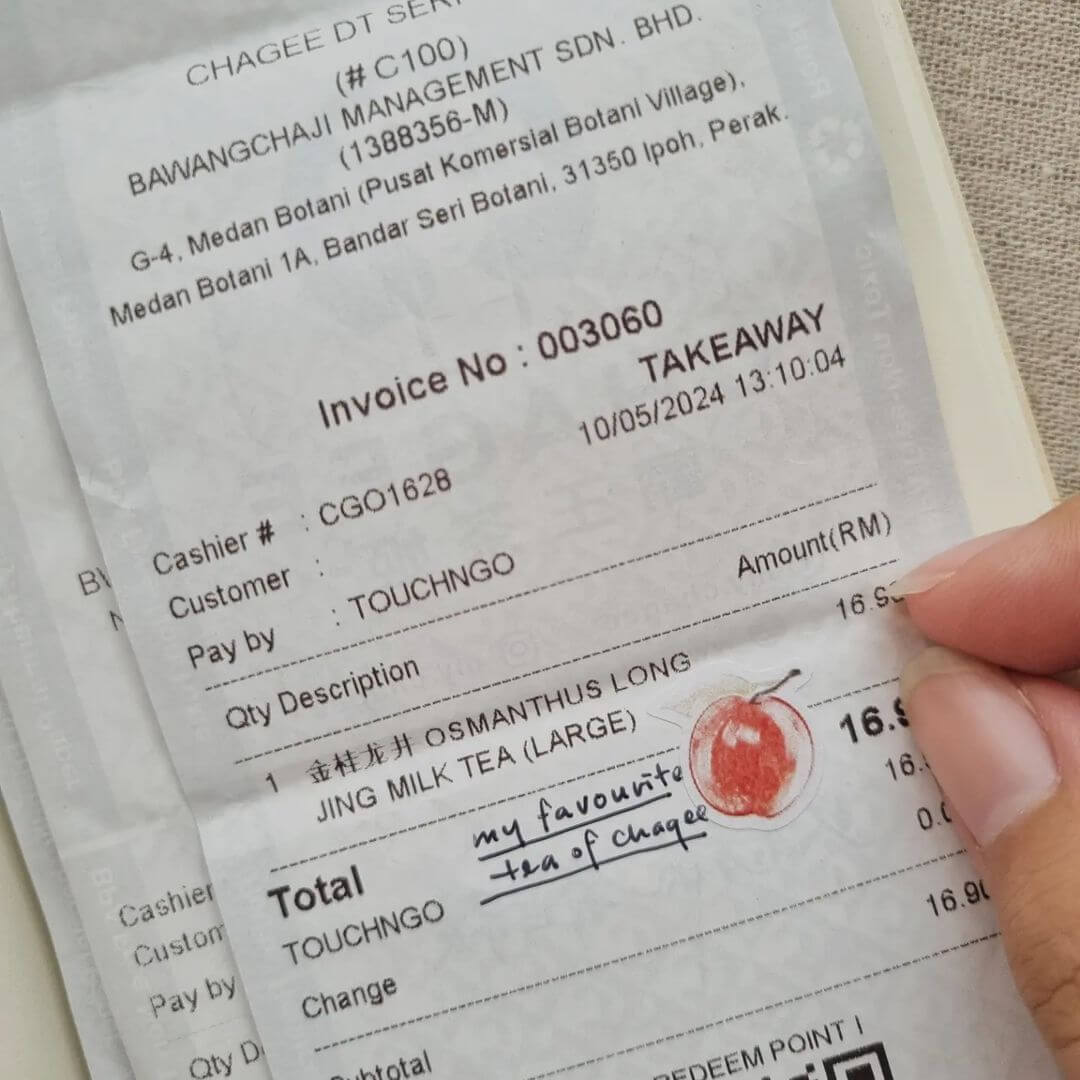 CHAGEE DT
(# C100)
BAWANGCHAJI MANAGEMENT SDN. BHD.
(1388356-M)
G-4, Medan Botani (Pusat Komersial Botani Village),
Medan Botani 1A, Bandar Seri Botani, 31350 Ipoh, Perak.
Invoice No : 003060
TAKEAWAY
10/05/2024 13:10:04
Cashier # : CGO1628
Customer :
Pay by : TOUCHNGO
Qty Description Amount(RM)
1 金桂龙井 OSMANTHUS LONG
JING MILK TEA (LARGE)
my favourite
tea of chagee
Total
TOUCHNGO
Change
16.90
REDEEM POINT
Cashier
Pay by
Qty